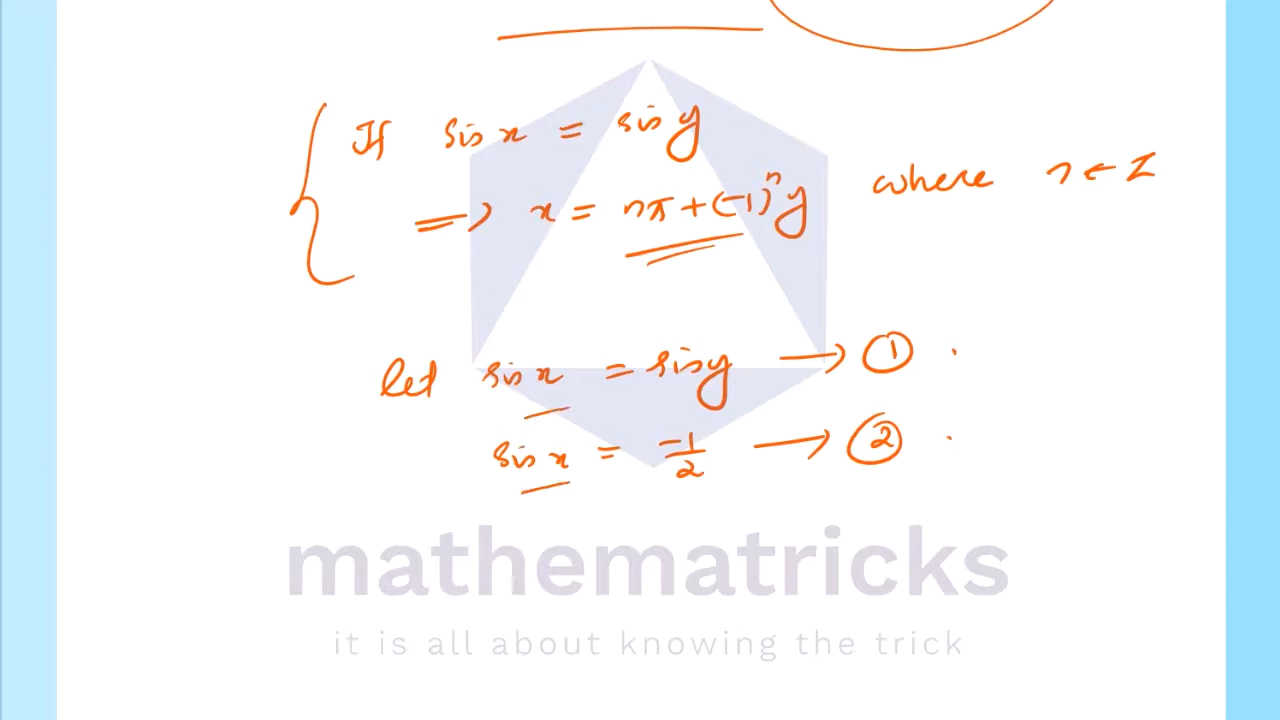 If sin x = sin y
⟹ x = nπ + (-1)ⁿ y where n ∈ Z
let sin x = sin y → ①
sin x = -1/2 → ②
mathematricks
it is all about knowing the trick